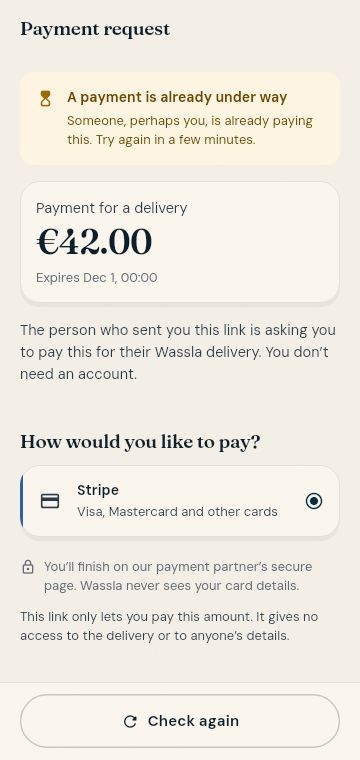 Payment request
A payment is already under way
Someone, perhaps you, is already paying
this. Try again in a few minutes.
Payment for a delivery
€42.00
Expires Dec 1, 00:00
The person who sent you this link is asking you
to pay this for their Wassla delivery. You don’t
need an account.
How would you like to pay?
Stripe
Visa, Mastercard and other cards
You’ll finish on our payment partner’s secure
page. Wassla never sees your card details.
This link only lets you pay this amount. It gives no
access to the delivery or to anyone’s details.
Check again